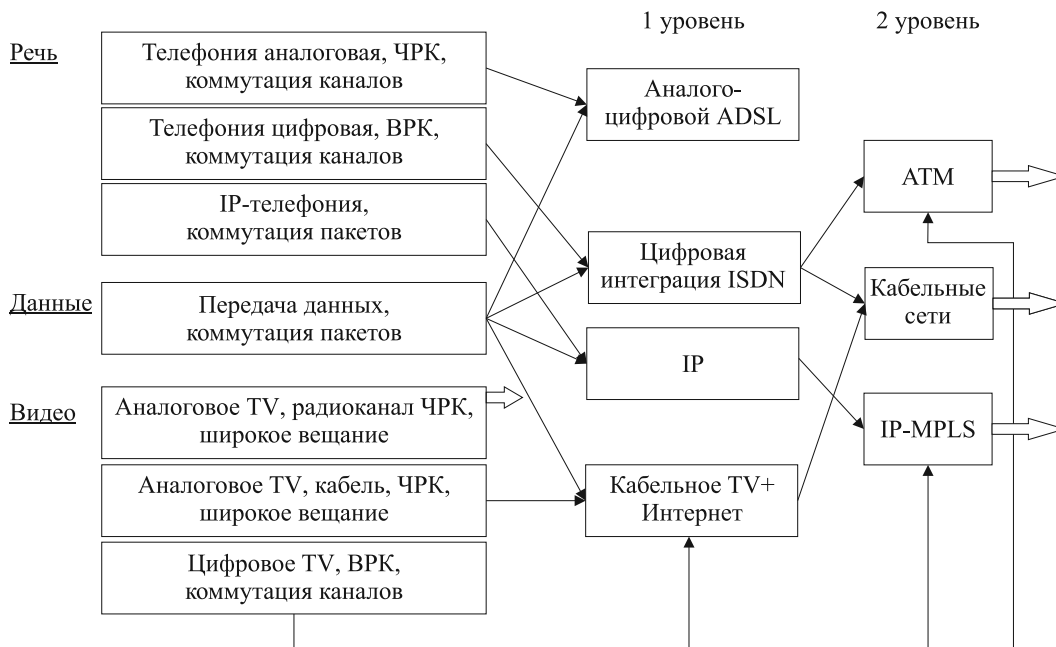 1 уровень
2 уровень
Речь
Телефония аналоговая, ЧРК,
коммутация каналов
Аналого-
цифровой ADSL
Телефония цифровая, ВРК,
коммутация каналов
ATM
IP-телефония,
коммутация пакетов
Цифровая
интеграция ISDN
Данные
Передача данных,
коммутация пакетов
Кабельные
сети
IP
Видео
Аналоговое TV, радиоканал ЧРК,
широкое вещание
IP-MPLS
Аналоговое TV, кабель, ЧРК,
широкое вещание
Кабельное TV+
Интернет
Цифровое TV, ВРК,
коммутация каналов